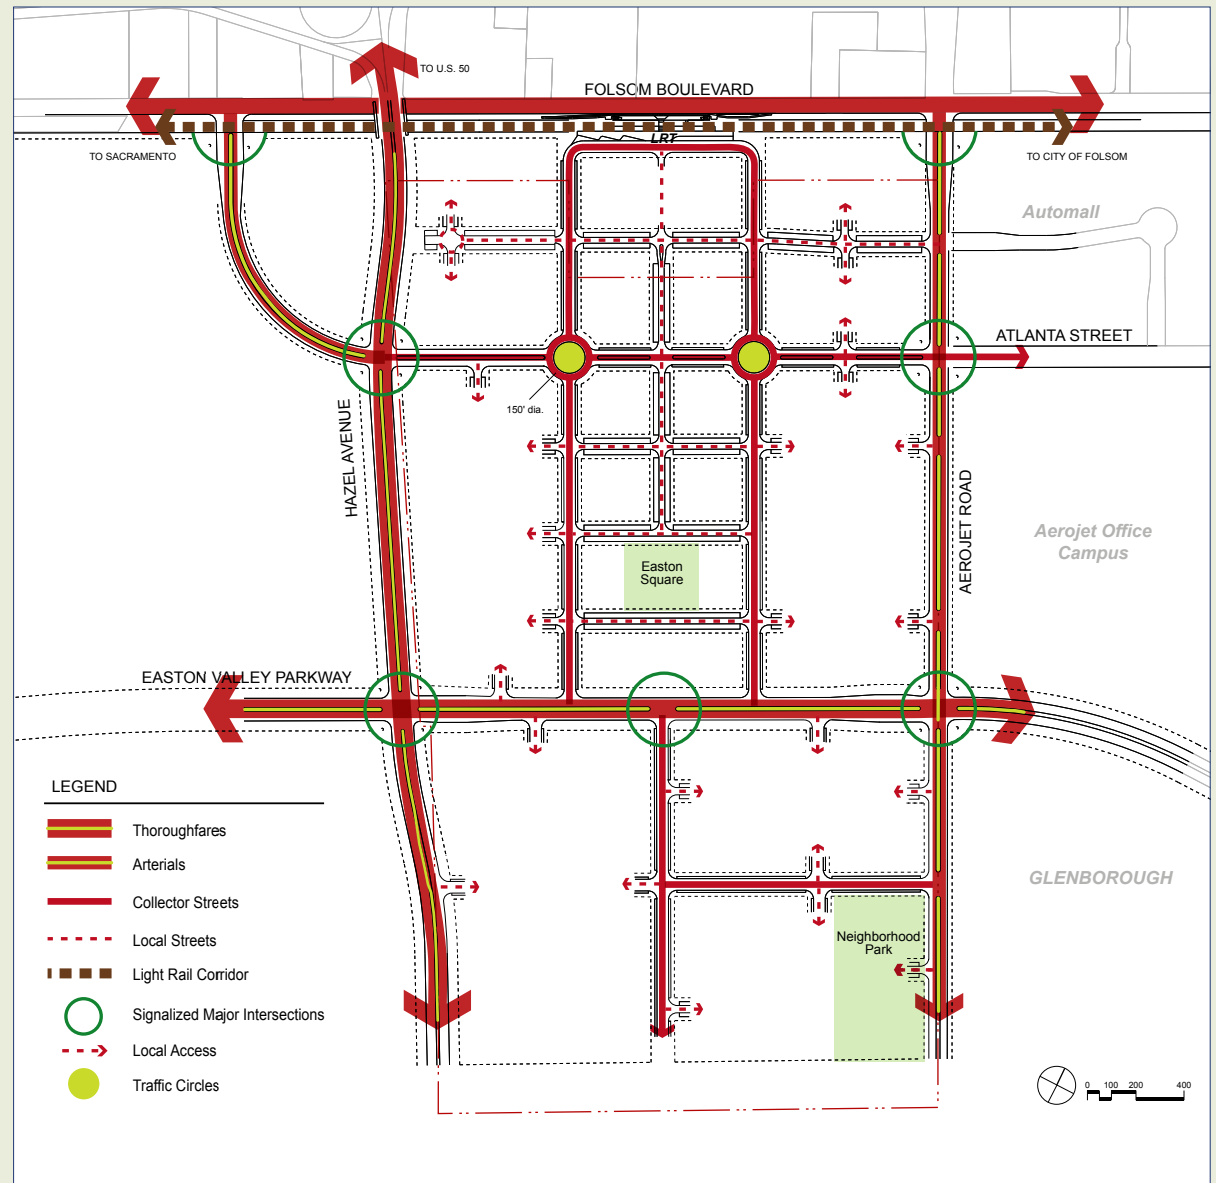 TO U.S. 50
FOLSOM BOULEVARD
LRT
TO SACRAMENTO
TO CITY OF FOLSOM
Automall
ATLANTA STREET
150' dia.
HAZEL AVENUE
AEROJET ROAD
Aerojet Office
Campus
Easton
Square
EASTON VALLEY PARKWAY
LEGEND
Thoroughfares
Arterials
Collector Streets
Local Streets
Light Rail Corridor
Signalized Major Intersections
Local Access
Traffic Circles
GLENBOROUGH
Neighborhood
Park
0 100 200 400